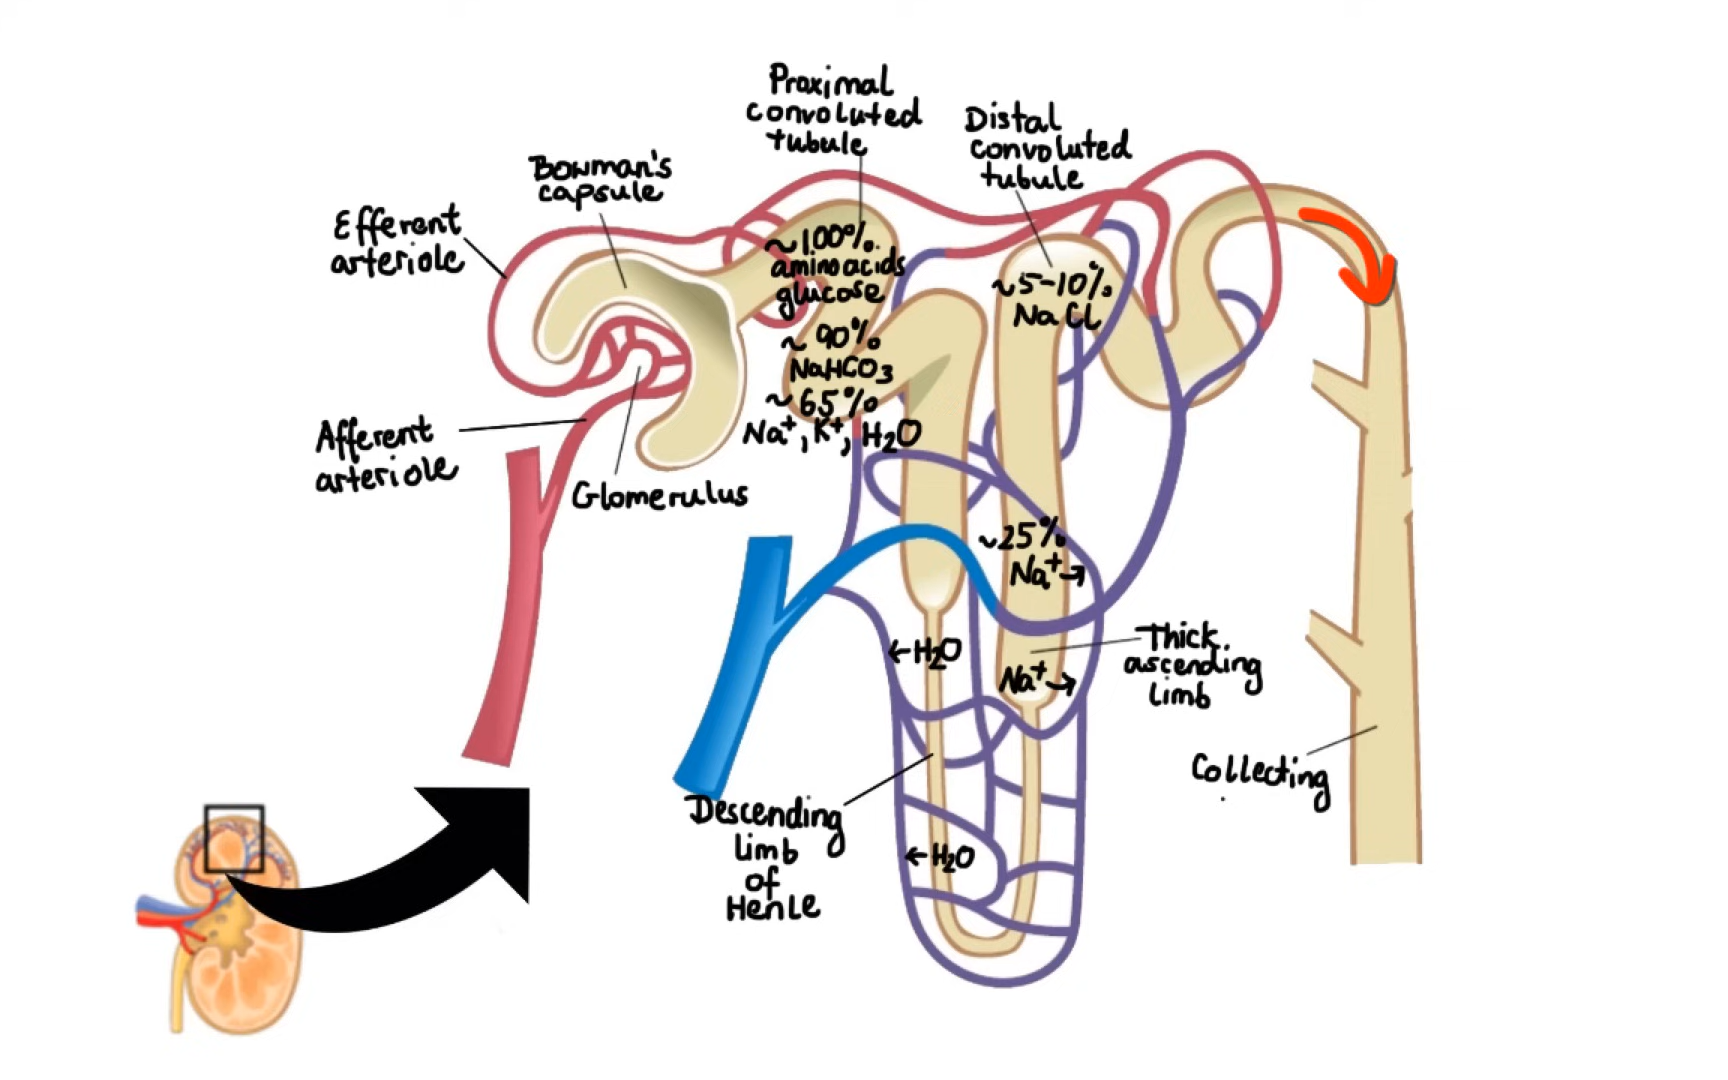 Proximal
convoluted
tubule
Distal
convoluted
tubule
Bowman's
capsule
Efferent
arteriole
~100%
amino acids
glucose
~90%
NaHCO3
~65%
Na+, K+, H2O
~5-10%
NaCl
Afferent
arteriole
Glomerulus
~25%
Na+→
←H2O
Na+→
Thick
ascending
limb
Collecting
Descending
limb
of
Henle
←H2O